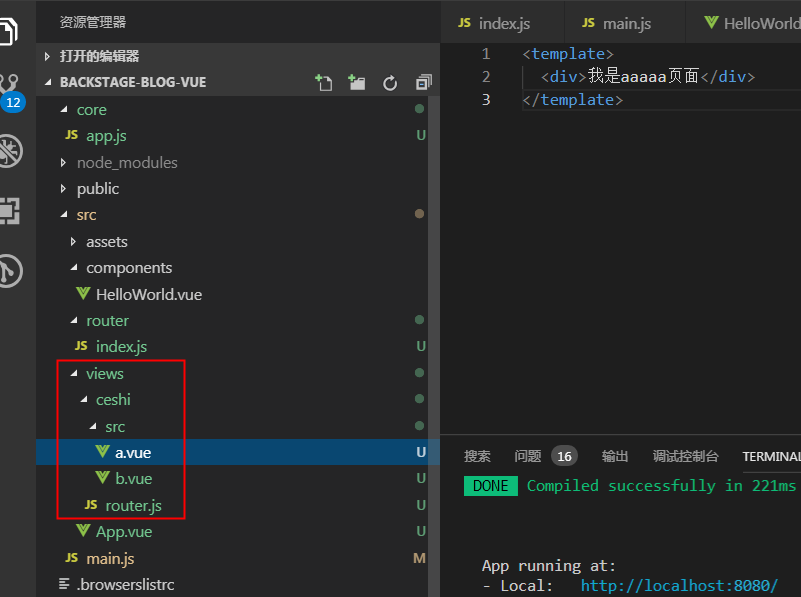 资源管理器
打开的编辑器
BACKSTAGE-BLOG-VUE
core
JS app.js U
node_modules
public
src
assets
components
HelloWorld.vue
router
JS index.js U
views
ceshi
src
a.vue U
b.vue U
JS router.js U
App.vue U
JS main.js M
.browserslistrc
12
JS index.js JS main.js HelloWorld
1 <template>
2 <div>我是aaaaa页面</div>
3 </template>
搜索 问题 16 输出 调试控制台 TERMINAL
DONE Compiled successfully in 221ms
App running at:
- Local: http://localhost:8080/